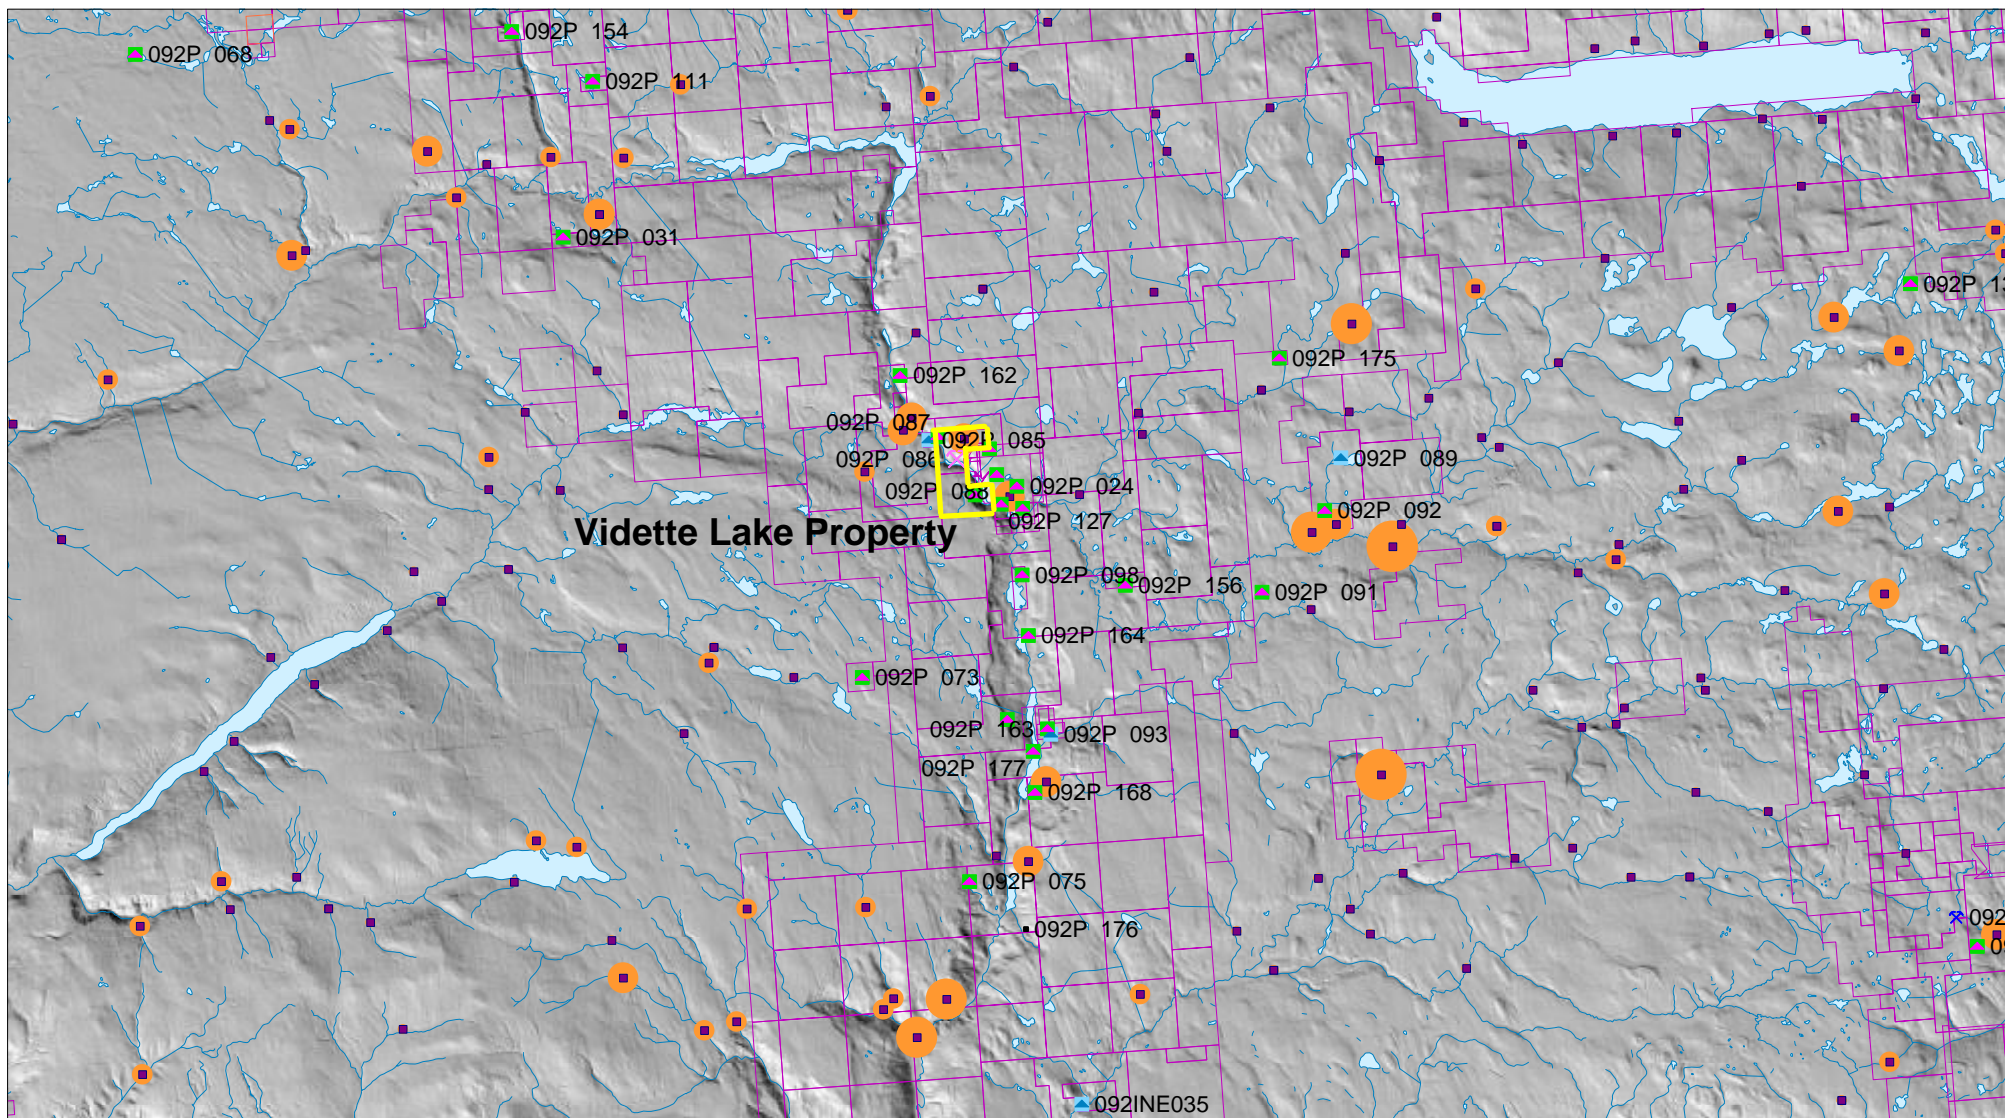 092P 154
092P 068
092P 111
092P 031
092P 13
092P 175
092P 162
092P 087
092P 085
092P 086
092P 089
092P 088
092P 024
092P 092
092P 127
Vidette Lake Property
092P 098
092P 156
092P 091
092P 164
092P 073
092P 163
092P 093
092P 177
092P 168
092P 075
092
092P 176
09
092INE035